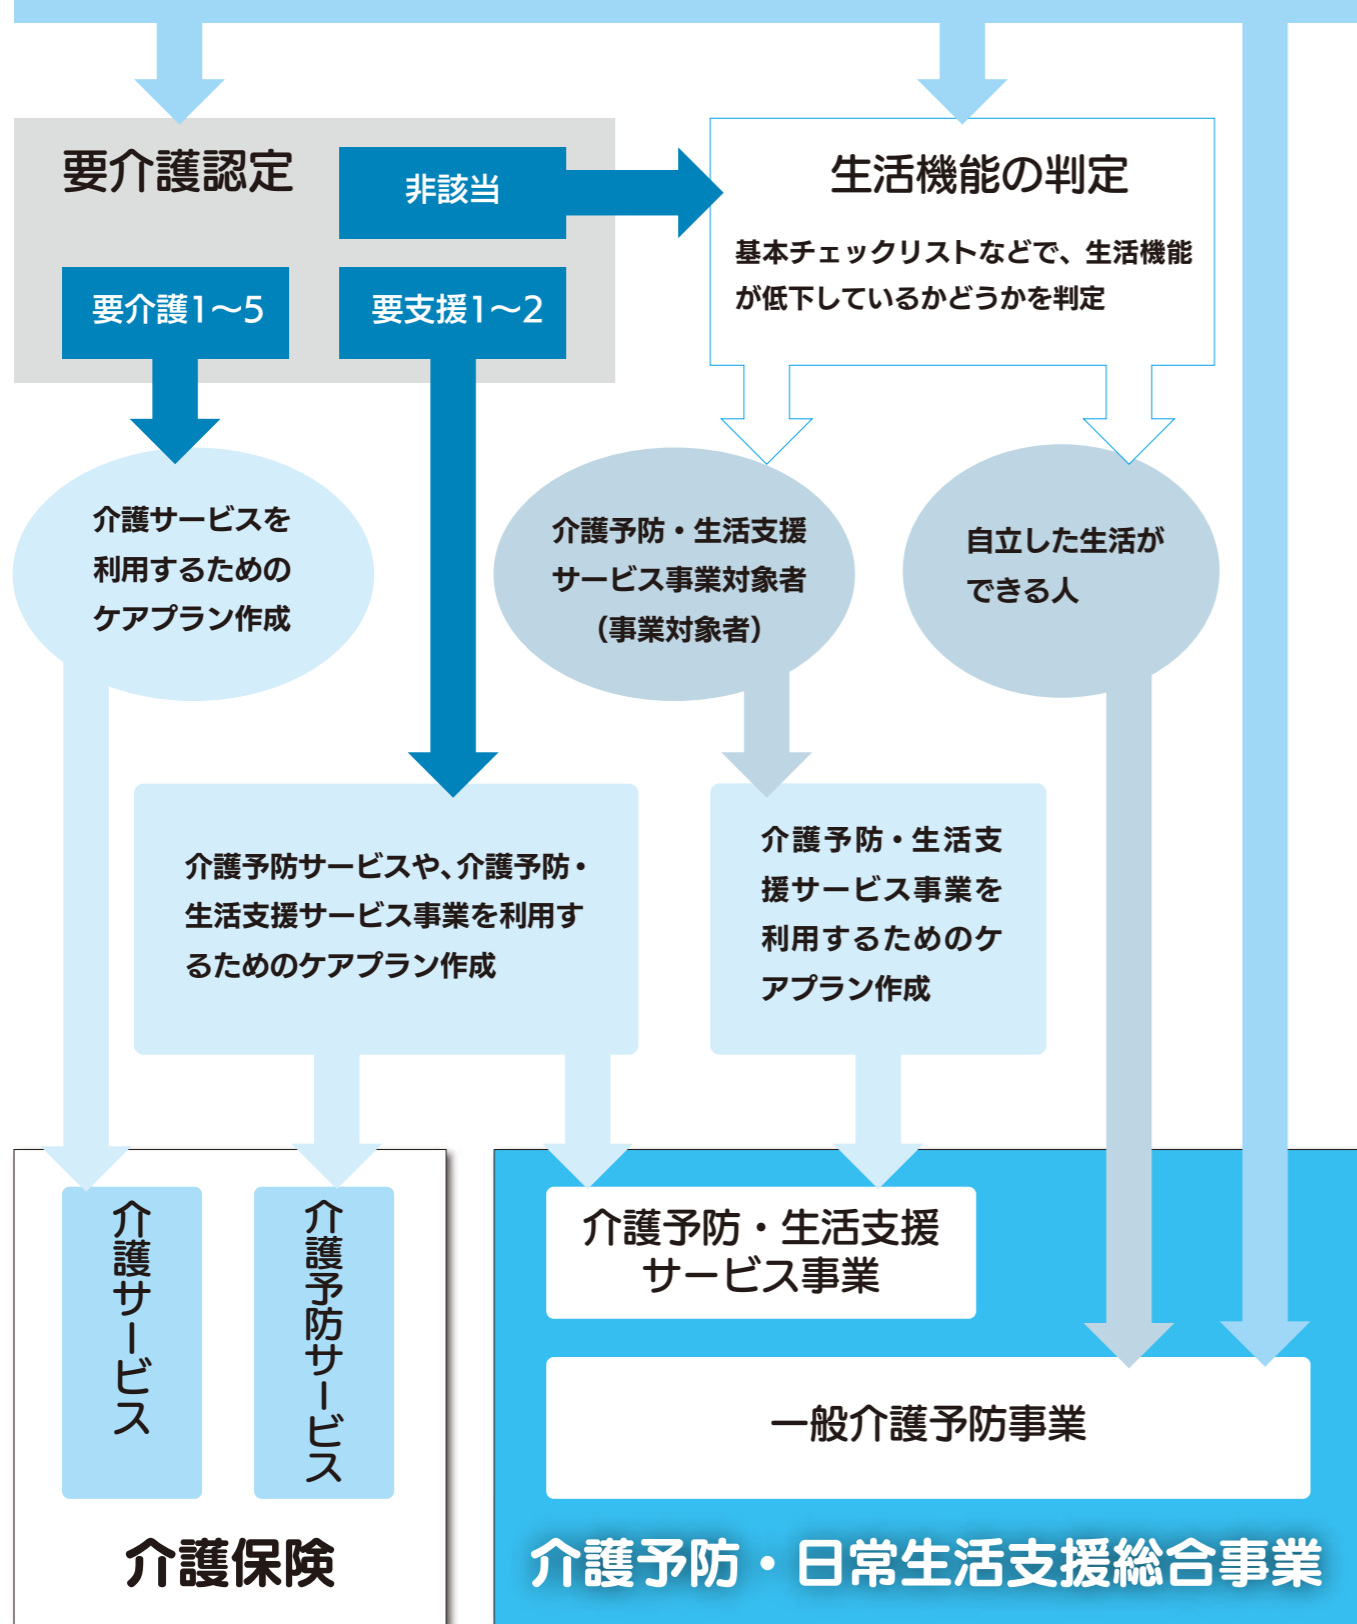 要介護認定
非該当
要介護1〜5
要支援1〜2
生活機能の判定
基本チェックリストなどで、生活機能
が低下しているかどうかを判定
介護サービスを
利用するための
ケアプラン作成
介護予防・生活支援
サービス事業対象者
（事業対象者）
自立した生活が
できる人
介護予防サービスや、介護予防・
生活支援サービス事業を利用す
るためのケアプラン作成
介護予防・生活支
援サービス事業を
利用するためのケ
アプラン作成
介護サービス
介護予防サービス
介護保険
介護予防・生活支援
サービス事業
一般介護予防事業
介護予防・日常生活支援総合事業